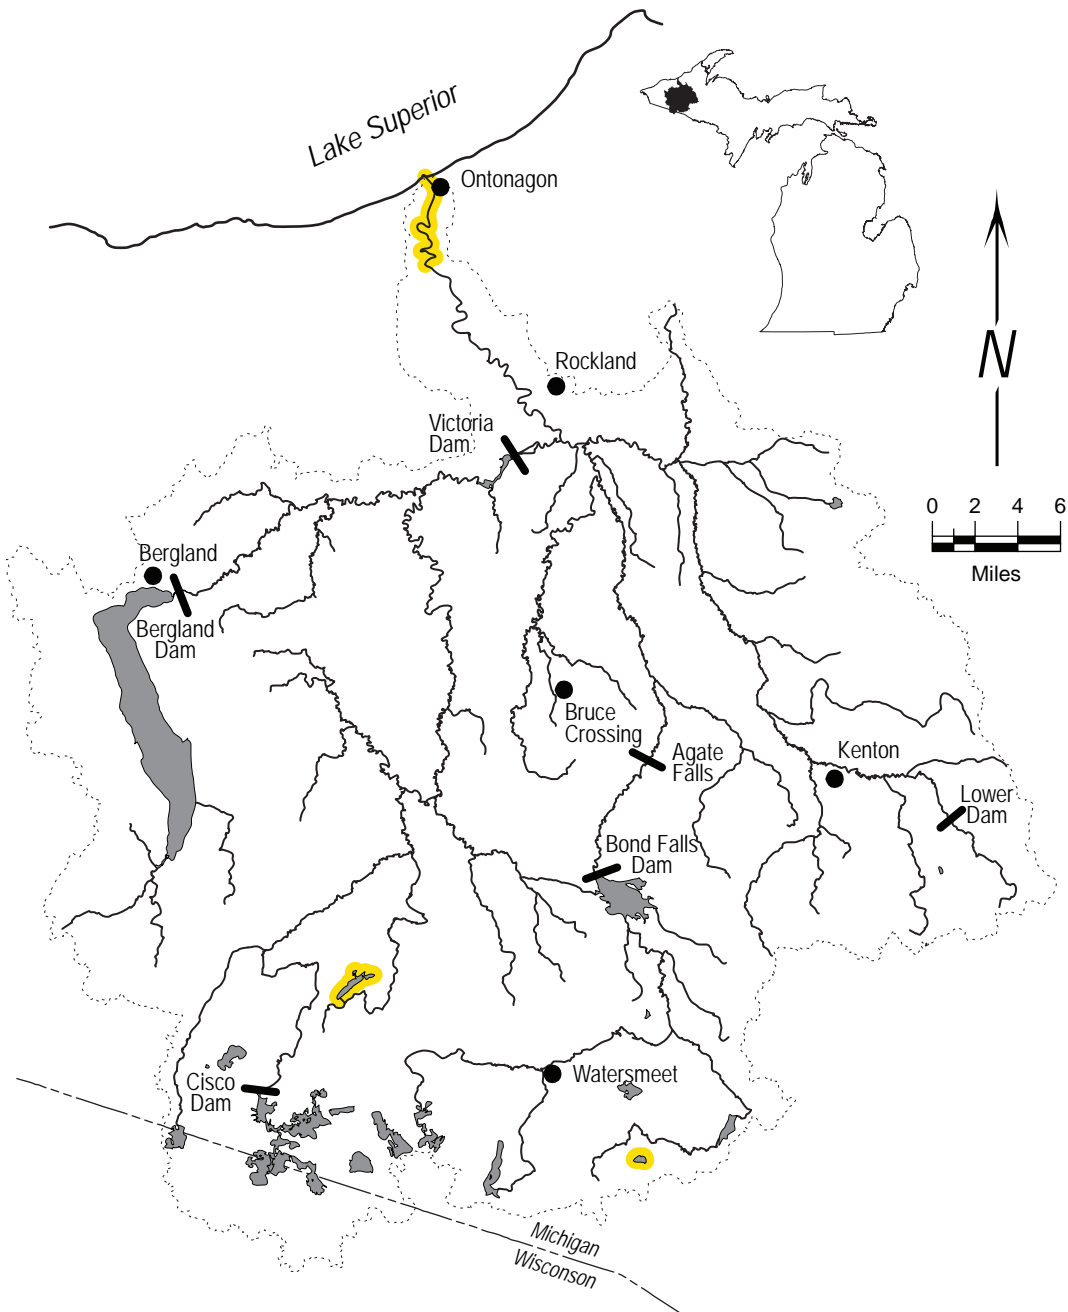 Lake Superior
Ontonagon
N
Rockland
Victoria
Dam
0 2 4 6
Miles
Bergland
Bergland
Dam
Bruce
Crossing
Agate
Falls
Kenton
Lower
Dam
Bond Falls
Dam
Cisco
Dam
Watersmeet
Michigan
Wisconson